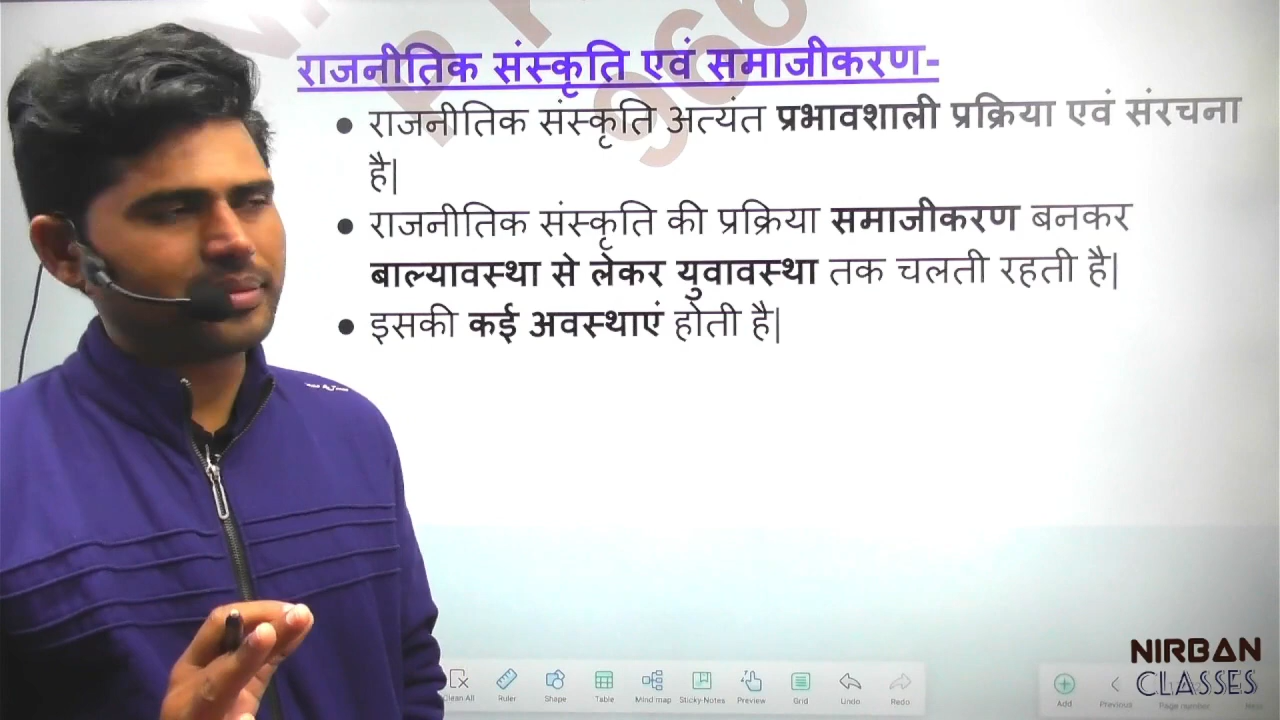 राजनीतिक संस्कृति एवं समाजीकरण-
● राजनीतिक संस्कृति अत्यंत प्रभावशाली प्रक्रिया एवं संरचना
है|
● राजनीतिक संस्कृति की प्रक्रिया समाजीकरण बनकर
बाल्यावस्था से लेकर युवावस्था तक चलती रहती है|
● इसकी कई अवस्थाएं होती है|
NIRBAN
CLASSES
Clean All Ruler Shape Table Mind map Sticky-Notes Preview Grid Undo Redo Add Previous Page number